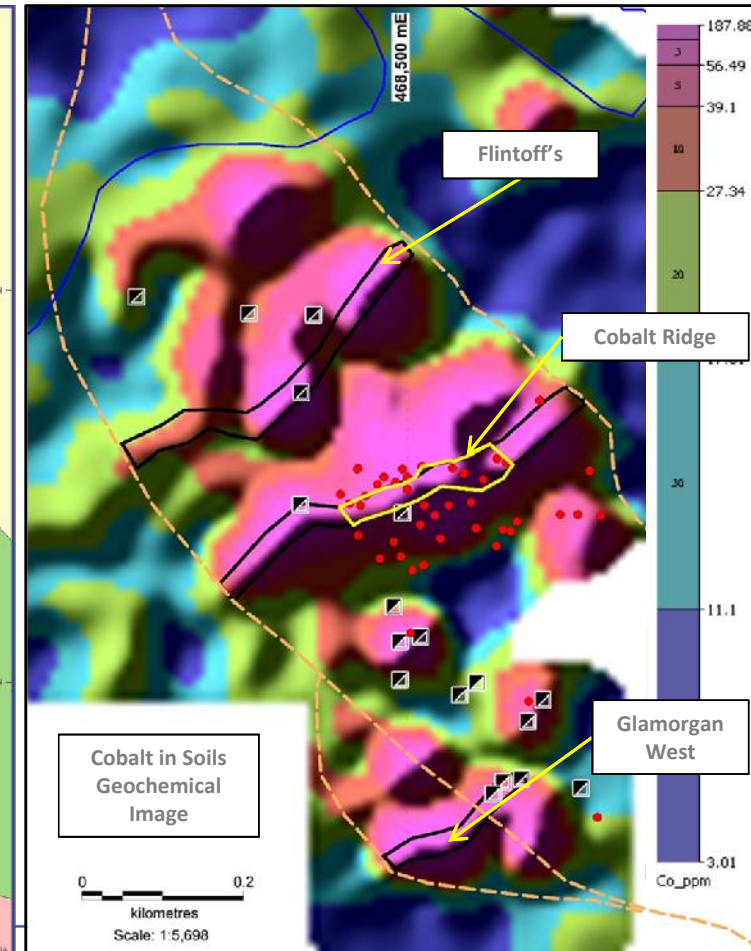 468,500 mE
Flintoff's
Cobalt Ridge
Glamorgan
West
Cobalt in Soils
Geochemical
Image
0 0.2
kilometres
Scale: 1:5,698
187.88
3
56.49
5
39.1
10
27.34
20
30
11.1
3.01
Co_ppm